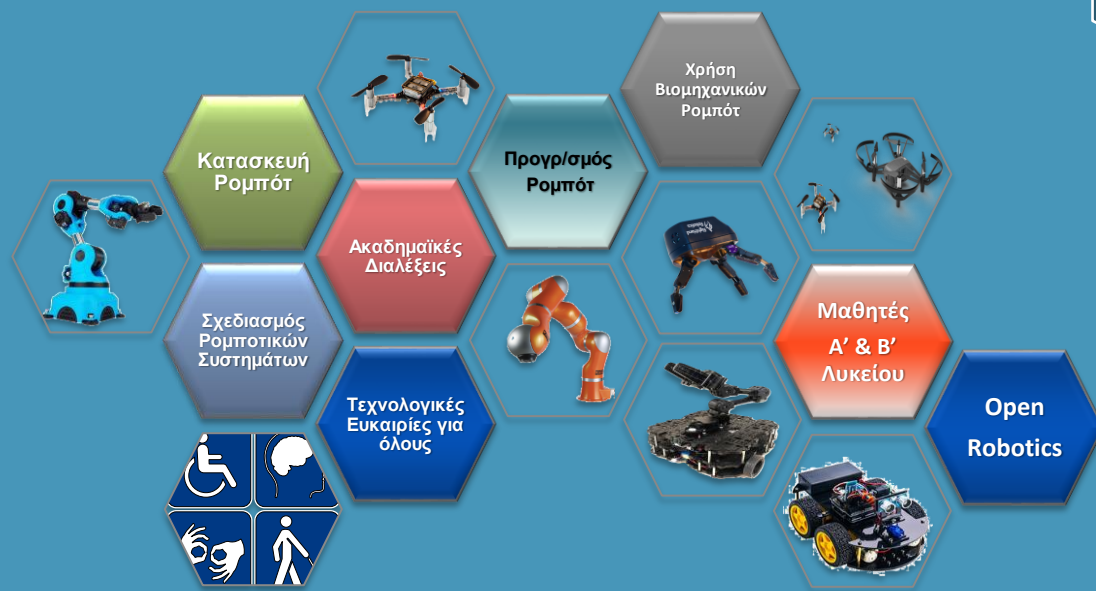 Χρήση
Βιομηχανικών
Ρομπότ
Κατασκευή
Ρομπότ
Προγρ/σμός
Ρομπότ
Ακαδημαϊκές
Διαλέξεις
Σχεδιασμός
Ρομποτικών
Συστημάτων
Μαθητές
Α’ & Β’
Λυκείου
Τεχνολογικές
Ευκαιρίες για
όλους
Open
Robotics